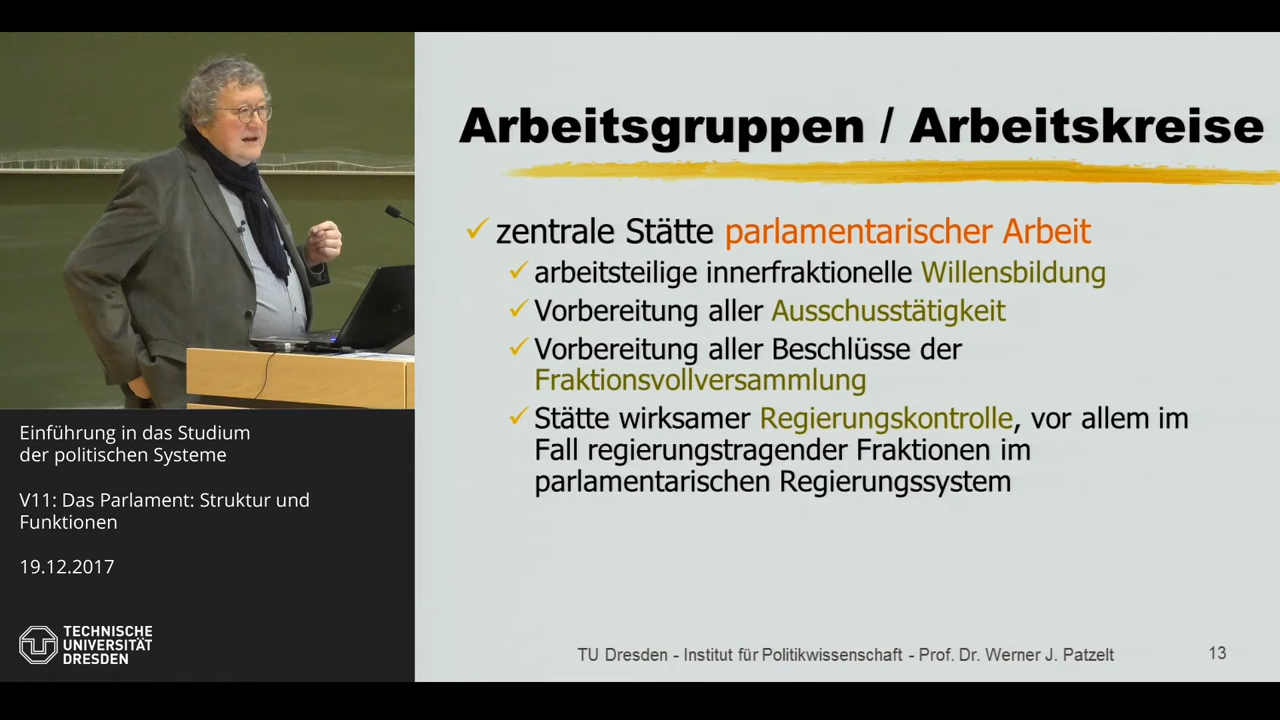 Arbeitsgruppen / Arbeitskreise
zentrale Stätte parlamentarischer Arbeit
arbeitsteilige innerfraktionelle Willensbildung
Vorbereitung aller Ausschusstätigkeit
Vorbereitung aller Beschlüsse der
Fraktionsvollversammlung
Stätte wirksamer Regierungskontrolle, vor allem im
Fall regierungstragender Fraktionen im
parlamentarischen Regierungssystem
TU Dresden - Institut für Politikwissenschaft - Prof. Dr. Werner J. Patzelt
13
Einführung in das Studium
der politischen Systeme
V11: Das Parlament: Struktur und
Funktionen
19.12.2017
TECHNISCHE
UNIVERSITÄT
DRESDEN